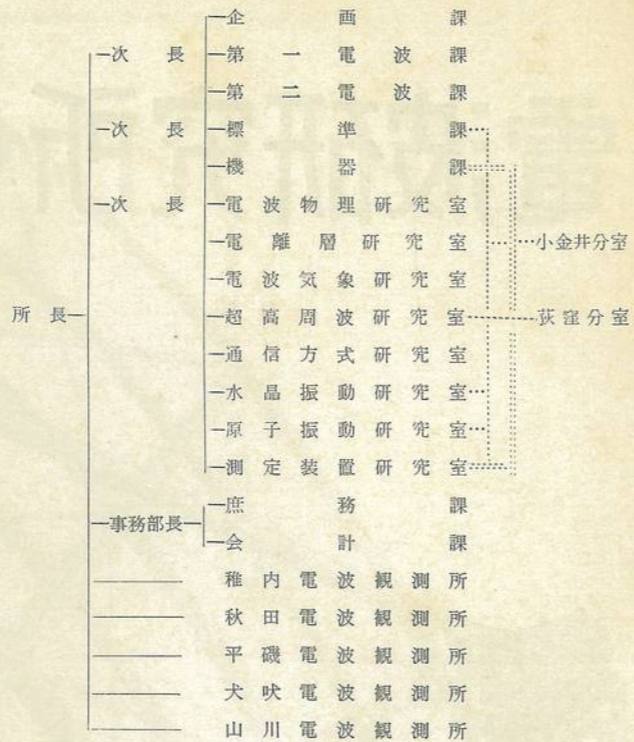 企画課
次長 第一電波課
第二電波課
次長 標準課
機器課
次長 電波物理研究室
電離層研究室 小金井分室
電波気象研究室
所長 超高周波研究室 荻窪分室
通信方式研究室
水晶振動研究室
原子振動研究室
測定装置研究室
庶務課
事務部長
会計課
稚内電波観測所
秋田電波観測所
平磯電波観測所
犬吠電波観測所
山川電波観測所